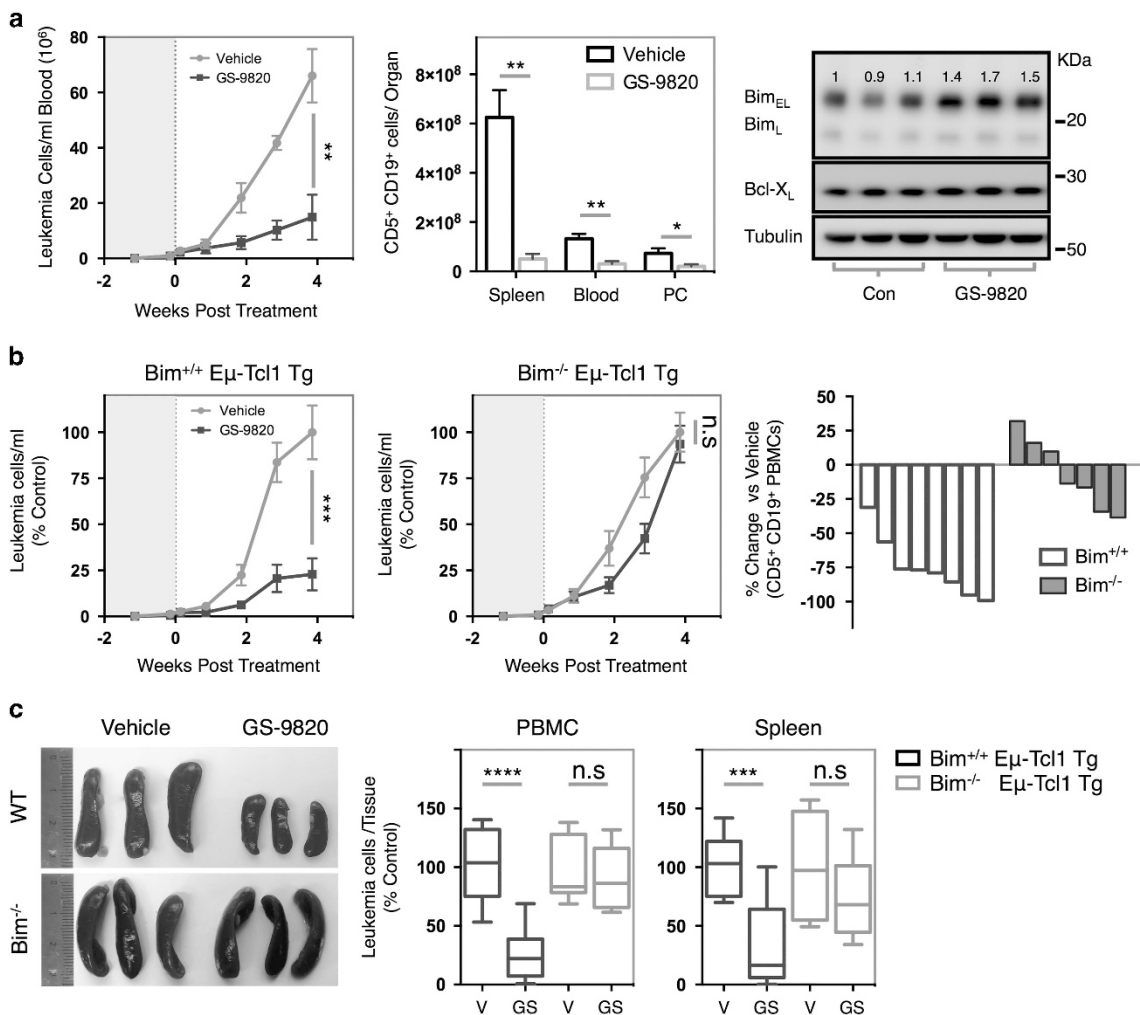 a
Leukemia Cells/ml Blood (10⁶)
80
60
40
20
0
-2 0 2 4
Weeks Post Treatment
Vehicle
GS-9820
**
CD5⁺ CD19⁺ cells/ Organ
8×10⁸
6×10⁸
4×10⁸
2×10⁸
0
Vehicle
GS-9820
** ** *
Spleen Blood PC
KDa
1 0.9 1.1 1.4 1.7 1.5
Bim_EL
Bim_L
20
Bcl-X_L
30
Tubulin
50
Con GS-9820
b
Bim⁺/⁺ Eµ-Tcl1 Tg
Leukemia cells/ml
(% Control)
100
75
50
25
0
-2 0 2 4
Weeks Post Treatment
Vehicle
GS-9820
***
Bim⁻/⁻ Eµ-Tcl1 Tg
Leukemia cells/ml
(% Control)
100
75
50
25
0
-2 0 2 4
Weeks Post Treatment
n.s
% Change vs Vehicle
(CD5⁺ CD19⁺ PBMCs)
50
25
0
-25
-50
-75
-100
Bim⁺/⁺
Bim⁻/⁻
c
Vehicle GS-9820
WT
Bim⁻/⁻
PBMC
Leukemia cells /Tissue
(% Control)
150
100
50
0
**** n.s
V GS V GS
Spleen
150
100
50
0
*** n.s
V GS V GS
Bim⁺/⁺ Eµ-Tcl1 Tg
Bim⁻/⁻ Eµ-Tcl1 Tg